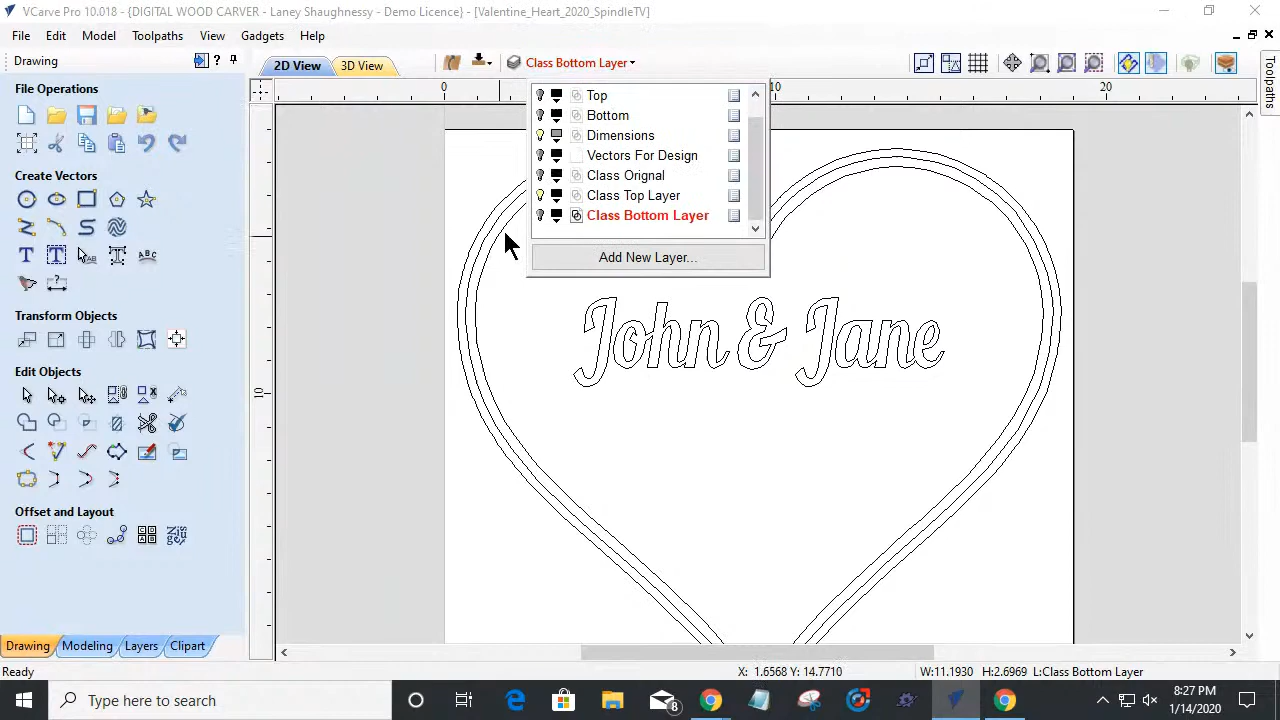 VCarve Pro 10.018 - {DIGITAL WOOD CARVER - Laney Shaughnessy - Demo Licence} - [Valentine_Heart_2020_SpindleTV]
File Edit Model Toolpaths View Gadgets Help
Drawing
2D View 3D View Class Bottom Layer
File Operations
0 10 20
Top
Bottom
Dimensions
Vectors For Design
Class Orignal
Class Top Layer
Class Bottom Layer
Add New Layer...
Create Vectors
Transform Objects
Edit Objects
Offset and Layout
10
John & Jane
Toolpaths
Drawing Modeling Layers Clipart
Ready X: 1.6568 Y: 14.7710 W:11.1930 H:2.6969 L:Class Bottom Layer
Type here to search
8
8:27 PM
1/14/2020